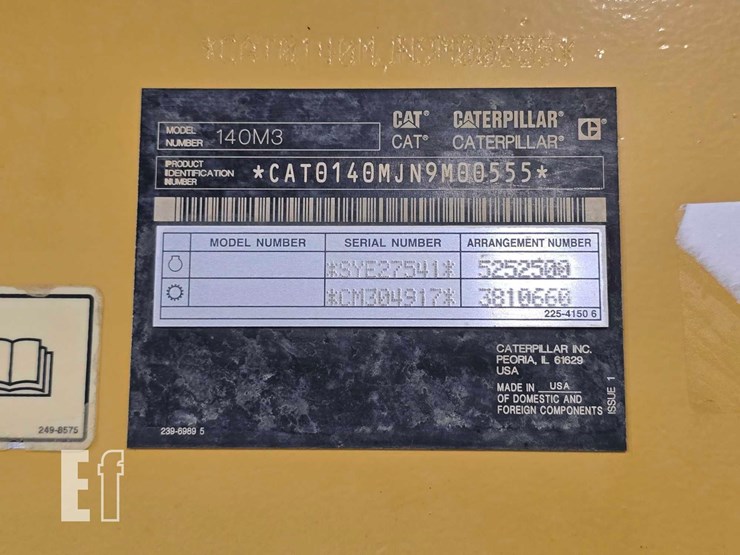 *CAT0140MJN9M00555*
MODEL NUMBER 140M3
CAT® CATERPILLAR®
CAT® CATERPILLAR®
PRODUCT IDENTIFICATION NUMBER *CAT0140MJN9M00555*
MODEL NUMBER SERIAL NUMBER ARRANGEMENT NUMBER
*SYE27541* 5252500
*CM304917* 3810660
225-4150 6
CATERPILLAR INC.
PEORIA, IL 61629
USA
MADE IN USA
OF DOMESTIC AND
FOREIGN COMPONENTS
ISSUE 1
239-6989 5
249-8575
Ef